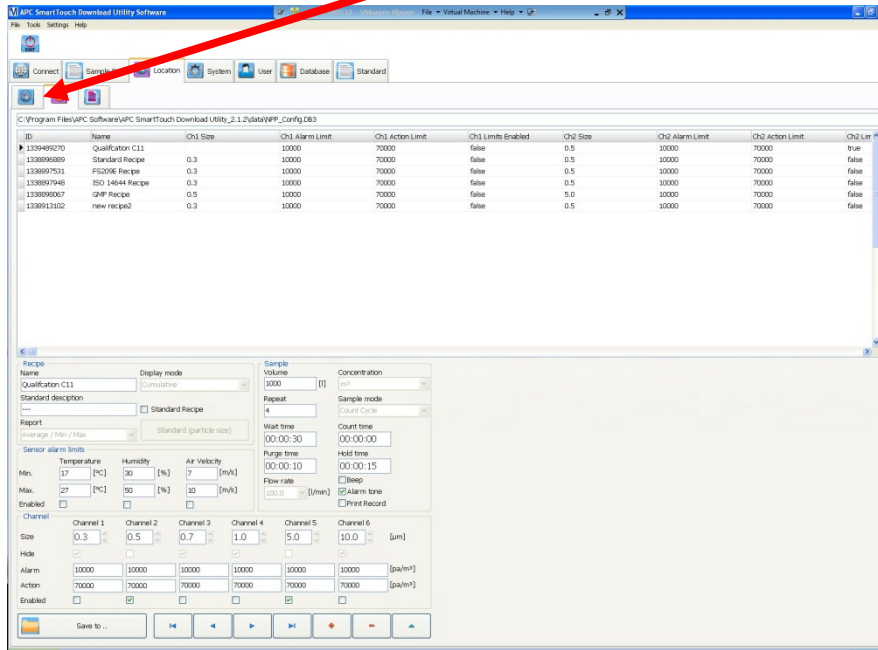 APC SmartTouch Download Utility Software
VMware Player File Virtual Machine Help
File Tools Settings Help
EXIT
Connect Sample Location System User Database Standard
C:\Program Files\APC Software\APC SmartTouch Download Utility_2.1.2\data\NPP_Config.DB3
ID Name Ch1 Size Ch1 Alarm Limit Ch1 Action Limit Ch1 Limits Enabled Ch2 Size Ch2 Alarm Limit Ch2 Action Limit Ch2 Lim
1339489270 Qualifcation C11 10000 70000 false 0.5 10000 70000 true
1338896889 Standard Recipe 0.3 10000 70000 false 0.5 10000 70000 false
1338897531 FS209E Recipe 0.3 10000 70000 false 0.5 10000 70000 false
1338897948 ISO 14644 Recipe 0.3 10000 70000 false 0.5 10000 70000 false
1338898067 GMP Recipe 0.5 10000 70000 false 5.0 10000 70000 false
1338913102 new recipe2 0.3 10000 70000 false 0.5 10000 70000 false
Recipe
Name Display mode
Qualifcation C11 Cumulative
Standard desciption
--- Standard Recipe
Report
Average / Min / Max Standard (particle size)
Sample
Volume Concentration
1000 [l] m³
Repeat Sample mode
4 Count Cycle
Wait time Count time
00:00:30 00:00:00
Purge time Hold time
00:00:10 00:00:15
Flow rate Beep
100.0 [l/min] Alarm tone
Print Record
Sensor alarm limits
Temperature Humidity Air Velocity
Min. 17 [ºC] 30 [%] 7 [m/s]
Max. 27 [ºC] 50 [%] 10 [m/s]
Enabled
Channel
Channel 1 Channel 2 Channel 3 Channel 4 Channel 5 Channel 6
Size 0.3 0.5 0.7 1.0 5.0 10.0 [µm]
Hide
Alarm 10000 10000 10000 10000 10000 10000 [pa/m³]
Action 70000 70000 70000 70000 70000 70000 [pa/m³]
Enabled
Save to ..